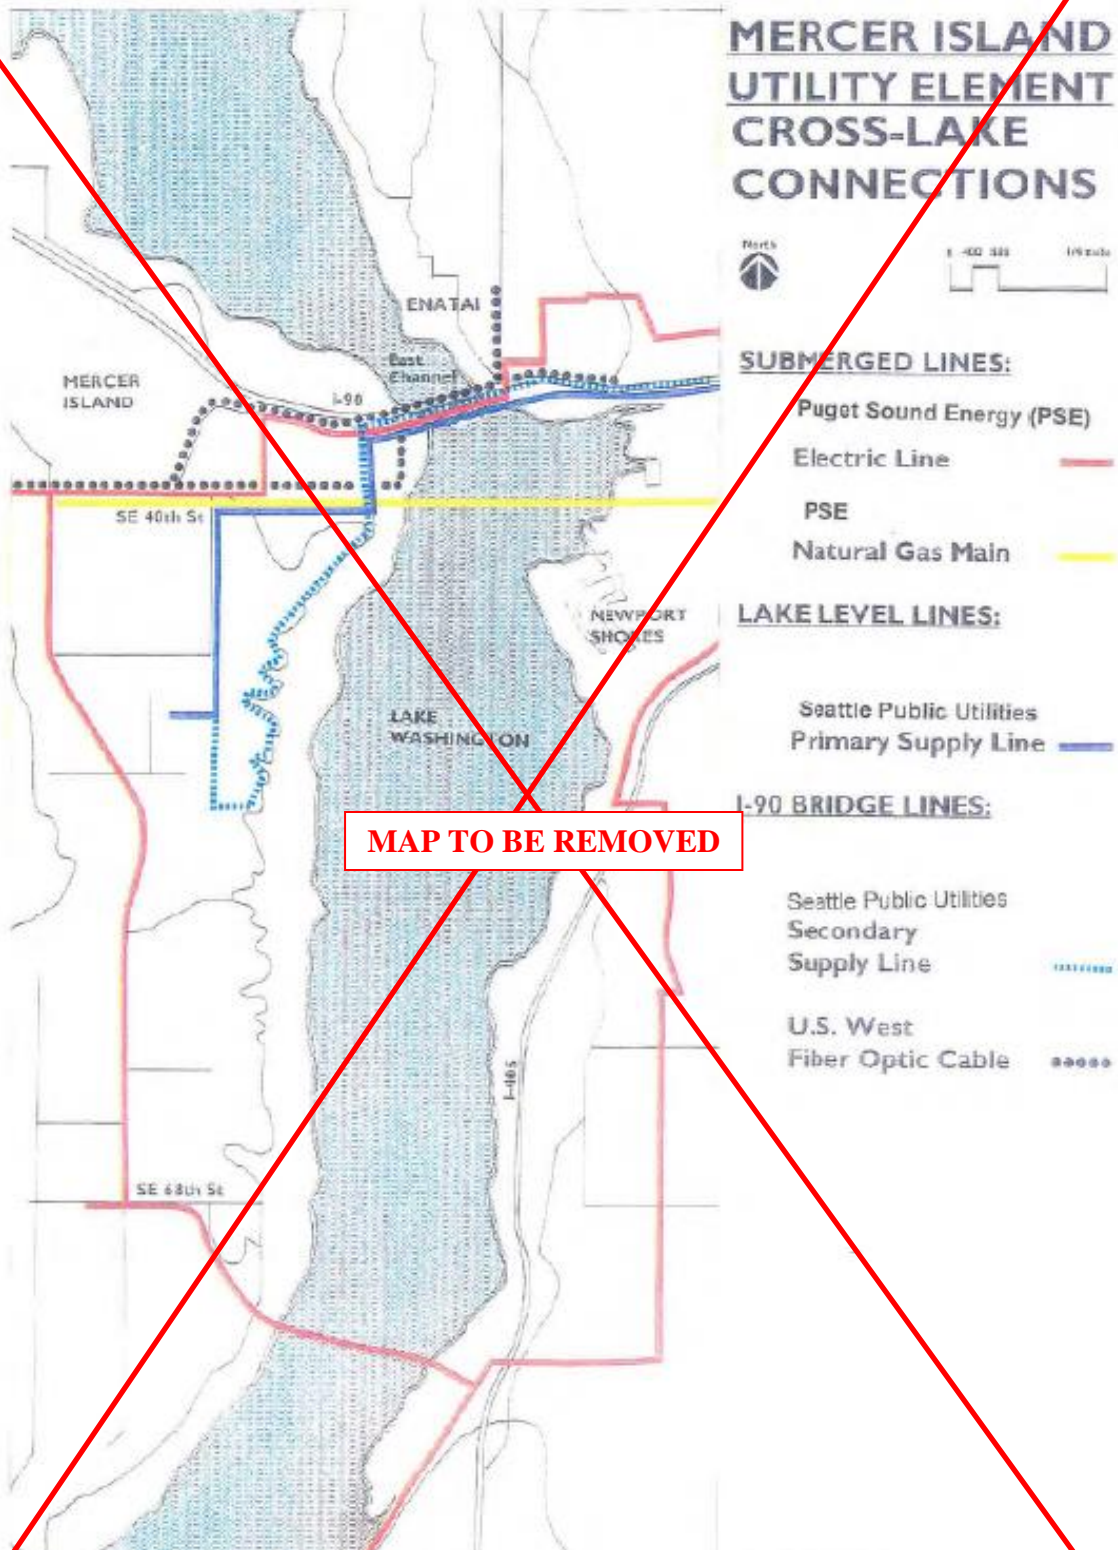 MERCER ISLAND
UTILITY ELEMENT
CROSS-LAKE
CONNECTIONS
North
ENATAI
East
Channel
I-90
MERCER
ISLAND
SE 40th St
SUBMERGED LINES:
Puget Sound Energy (PSE)
Electric Line
PSE
Natural Gas Main
NEWPORT
SHORES
LAKE LEVEL LINES:
LAKE
WASHINGTON
Seattle Public Utilities
Primary Supply Line
I-90 BRIDGE LINES:
MAP TO BE REMOVED
Seattle Public Utilities
Secondary
Supply Line
U.S. West
Fiber Optic Cable
I-405
SE 68th St